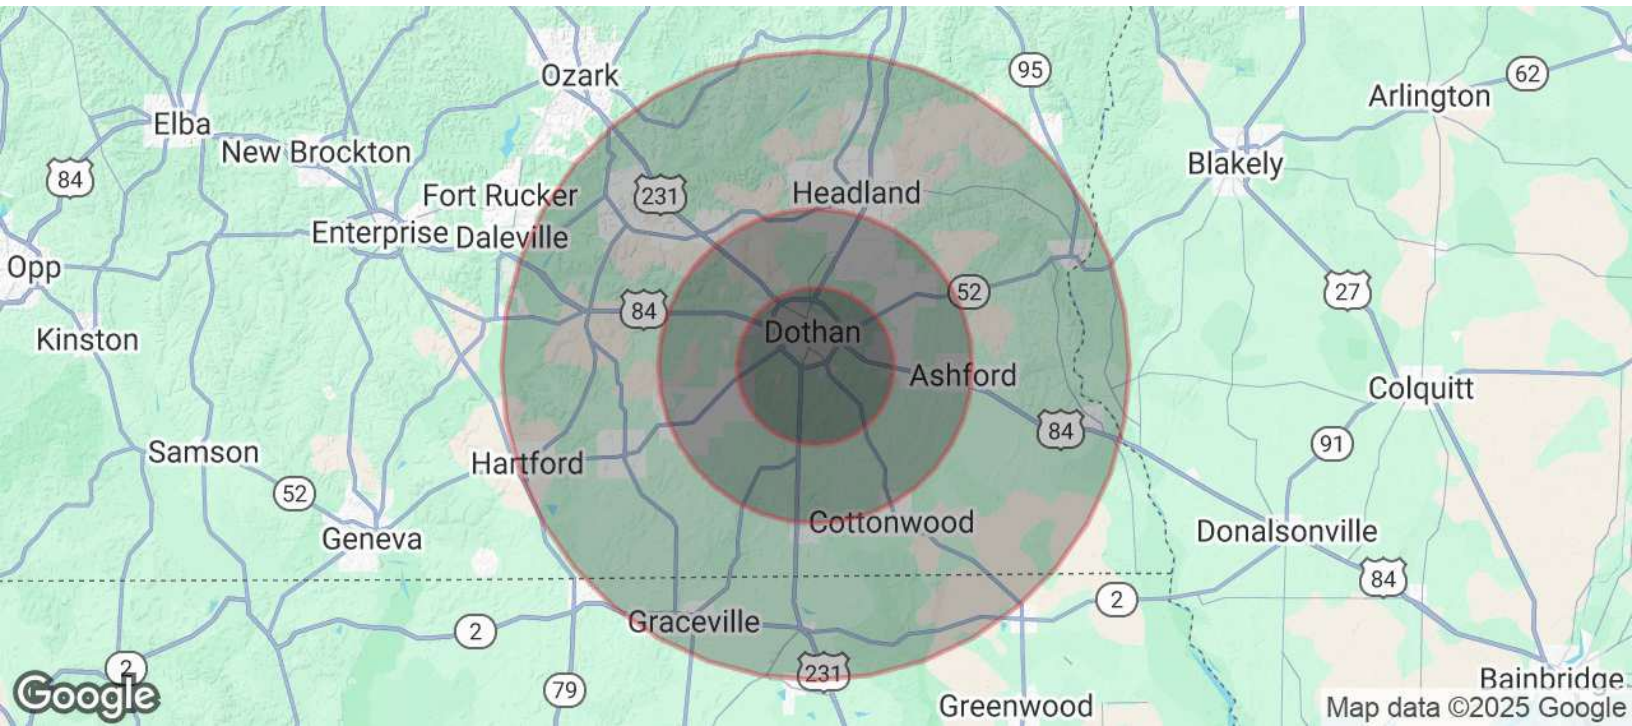 Ozark
95
62
Arlington
Elba
New Brockton
Blakely
84
Fort Rucker
231
Headland
Enterprise
Daleville
Opp
52
27
84
Kinston
Dothan
Ashford
Colquitt
84
91
Samson
Hartford
52
Cottonwood
Donalsonville
Geneva
84
2
Graceville
2
2
231
79
Google
Greenwood
Bainbridge
Map data ©2025 Google